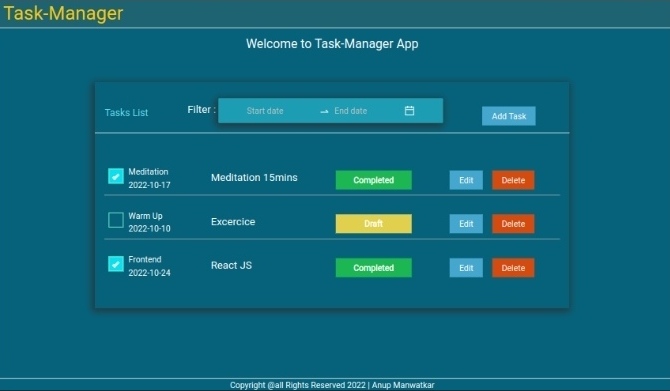 Task-Manager
Welcome to Task-Manager App
Tasks List Filter : Start date → End date Add Task
Meditation
2022-10-17
Meditation 15mins Completed Edit Delete
Warm Up
2022-10-10
Excercice Draft Edit Delete
Frontend
2022-10-24
React JS Completed Edit Delete
Copyright @all Rights Reserved 2022 | Anup Manwatkar